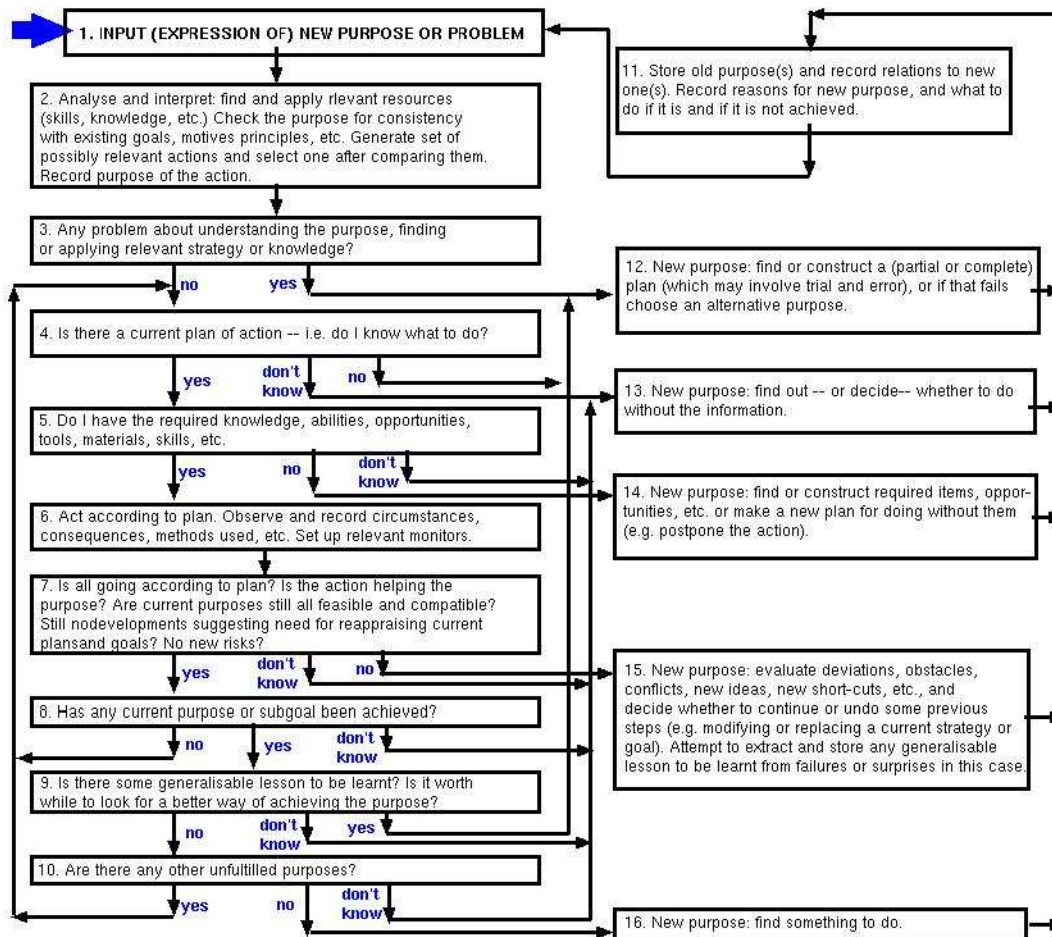 1. INPUT (EXPRESSION OF) NEW PURPOSE OR PROBLEM
2. Analyse and interpret: find and apply rlevant resources
(skills, knowledge, etc.) Check the purpose for consistency
with existing goals, motives principles, etc. Generate set of
possibly relevant actions and select one after comparing them.
Record purpose of the action.
3. Any problem about understanding the purpose, finding
or applying relevant strategy or knowledge?
no
yes
4. Is there a current plan of action -- i.e. do I know what to do?
yes
don't
know
no
5. Do I have the required knowledge, abilities, opportunities,
tools, materials, skills, etc.
yes
no
don't
know
6. Act according to plan. Observe and record circumstances,
consequences, methods used, etc. Set up relevant monitors.
7. Is all going according to plan? Is the action helping the
purpose? Are current purposes still all feasible and compatible?
Still nodevelopments suggesting need for reappraising current
plansand goals? No new risks?
yes
don't
know
no
8. Has any current purpose or subgoal been achieved?
no
yes
don't
know
9. Is there some generalisable lesson to be learnt? Is it worth
while to look for a better way of achieving the purpose?
no
don't
know
yes
10. Are there any other unfultilled purposes?
yes
no
don't
know
11. Store old purpose(s) and record relations to new
one(s). Record reasons for new purpose, and what to
do if it is and if it is not achieved.
12. New purpose: find or construct a (partial or complete)
plan (which may involve trial and error), or if that fails
choose an alternative purpose.
13. New purpose: find out -- or decide-- whether to do
without the information.
14. New purpose: find or construct required items, oppor-
tunities, etc. or make a new plan for doing without them
(e.g. postpone the action).
15. New purpose: evaluate deviations, obstacles,
conflicts, new ideas, new short-cuts, etc., and
decide whether to continue or undo some previous
steps (e.g. modifying or replacing a current strategy or
goal). Attempt to extract and store any generalisable
lesson to be learnt from failures or surprises in this case.
16. New purpose: find something to do.